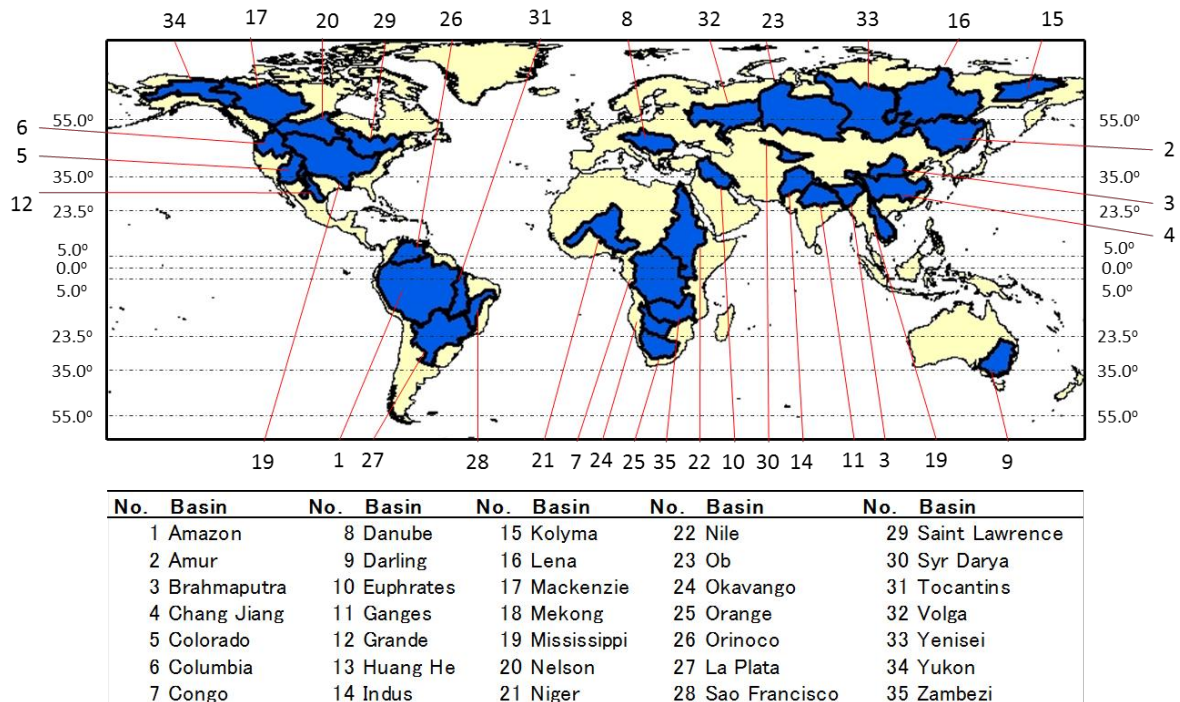 34 17 20 29 26 31 8 32 23 33 16 15
55.0º 55.0º
6
2
5
35.0º 35.0º
12
3
23.5º 23.5º
4
5.0º 5.0º
0.0º 0.0º
5.0º 5.0º
23.5º 23.5º
35.0º 35.0º
55.0º 55.0º
19 1 27 28 21 7 24 25 35 22 10 30 14 11 3 19 9
No. Basin No. Basin No. Basin No. Basin No. Basin
1 Amazon 8 Danube 15 Kolyma 22 Nile 29 Saint Lawrence
2 Amur 9 Darling 16 Lena 23 Ob 30 Syr Darya
3 Brahmaputra 10 Euphrates 17 Mackenzie 24 Okavango 31 Tocantins
4 Chang Jiang 11 Ganges 18 Mekong 25 Orange 32 Volga
5 Colorado 12 Grande 19 Mississippi 26 Orinoco 33 Yenisei
6 Columbia 13 Huang He 20 Nelson 27 La Plata 34 Yukon
7 Congo 14 Indus 21 Niger 28 Sao Francisco 35 Zambezi